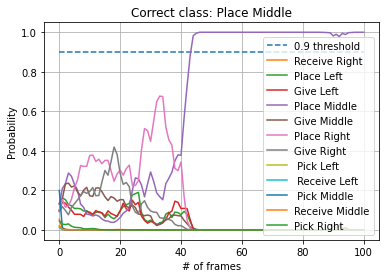 Correct class: Place Middle
1.0
0.8
0.6
0.4
0.2
0.0
Probability
0.9 threshold
Receive Right
Place Left
Give Left
Place Middle
Give Middle
Place Right
Give Right
Pick Left
Receive Left
Pick Middle
Receive Middle
Pick Right
0 20 40 60 80 100
# of frames